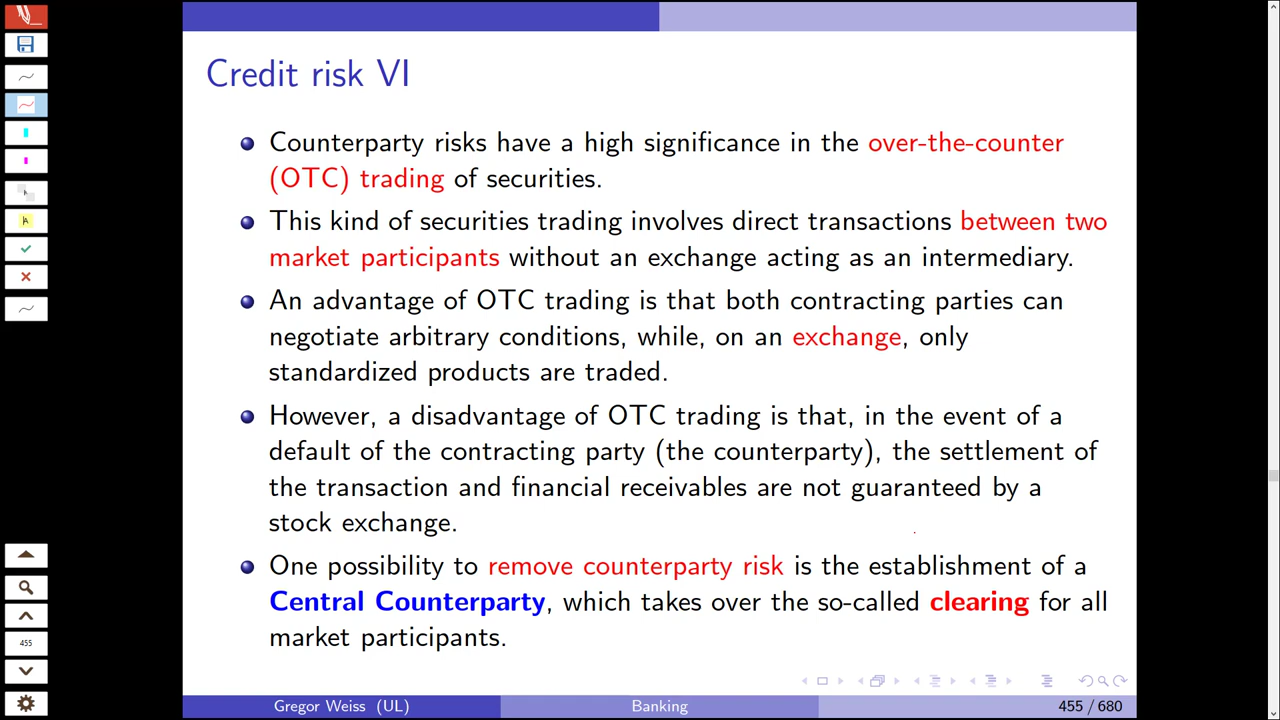 Credit risk VI
Counterparty risks have a high significance in the over-the-counter
(OTC) trading of securities.
This kind of securities trading involves direct transactions between two
market participants without an exchange acting as an intermediary.
An advantage of OTC trading is that both contracting parties can
negotiate arbitrary conditions, while, on an exchange, only
standardized products are traded.
However, a disadvantage of OTC trading is that, in the event of a
default of the contracting party (the counterparty), the settlement of
the transaction and financial receivables are not guaranteed by a
stock exchange.
One possibility to remove counterparty risk is the establishment of a
Central Counterparty, which takes over the so-called clearing for all
market participants.
455
Gregor Weiss (UL) Banking 455 / 680